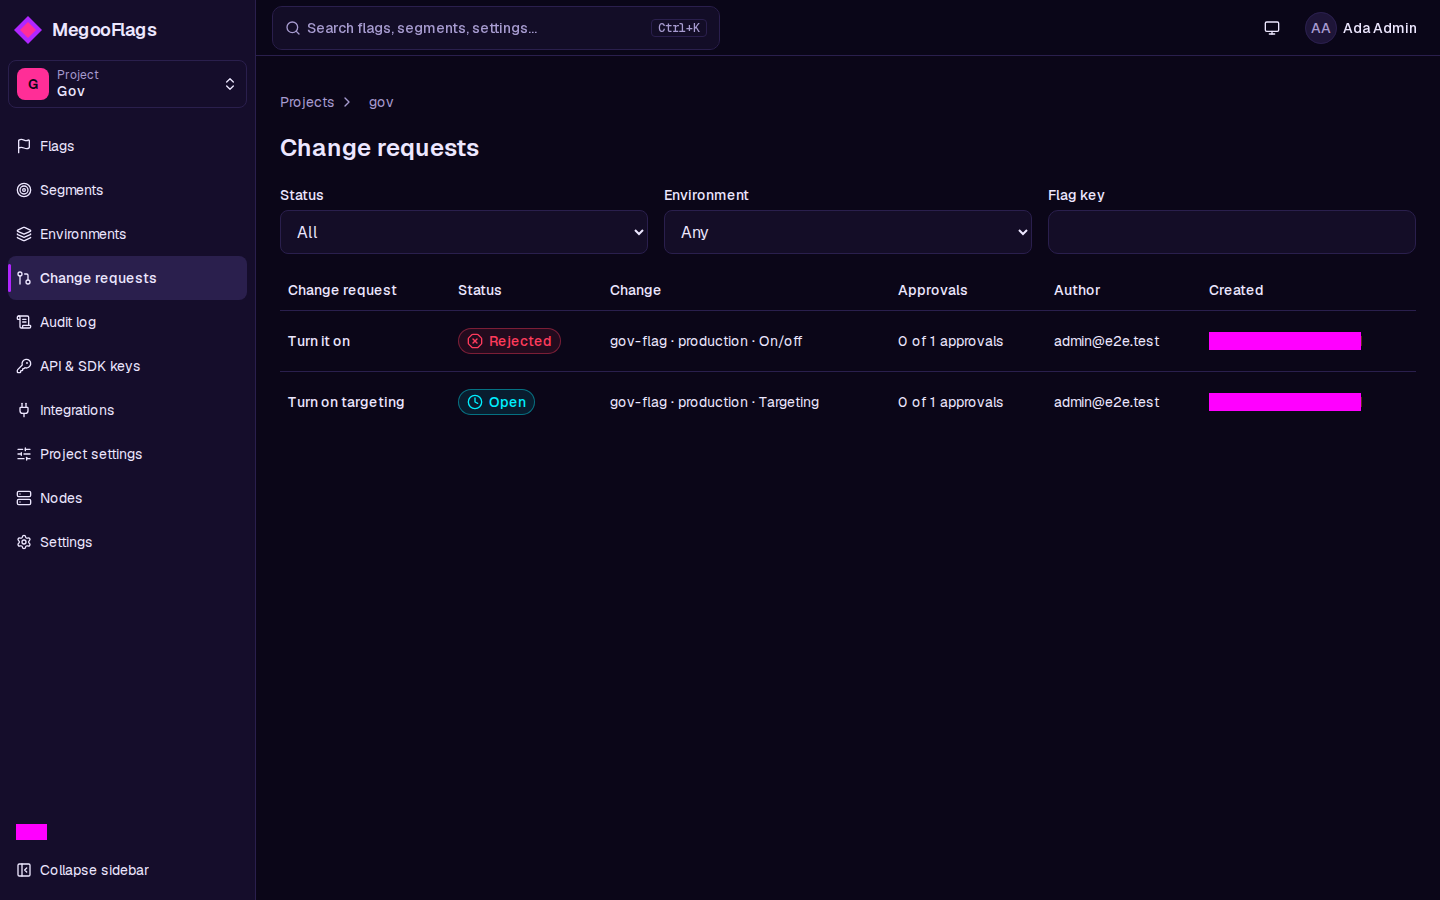 MegooFlags
Search flags, segments, settings...
Ctrl+K
AA
Ada Admin
G
Project
Gov
Flags
Segments
Environments
Change requests
Audit log
API & SDK keys
Integrations
Project settings
Nodes
Settings
Collapse sidebar
Projects
gov
Change requests
Status
Environment
Flag key
All
Any
Change request Status Change Approvals Author Created
Turn it on Rejected gov-flag · production · On/off 0 of 1 approvals admin@e2e.test
Turn on targeting Open gov-flag · production · Targeting 0 of 1 approvals admin@e2e.test